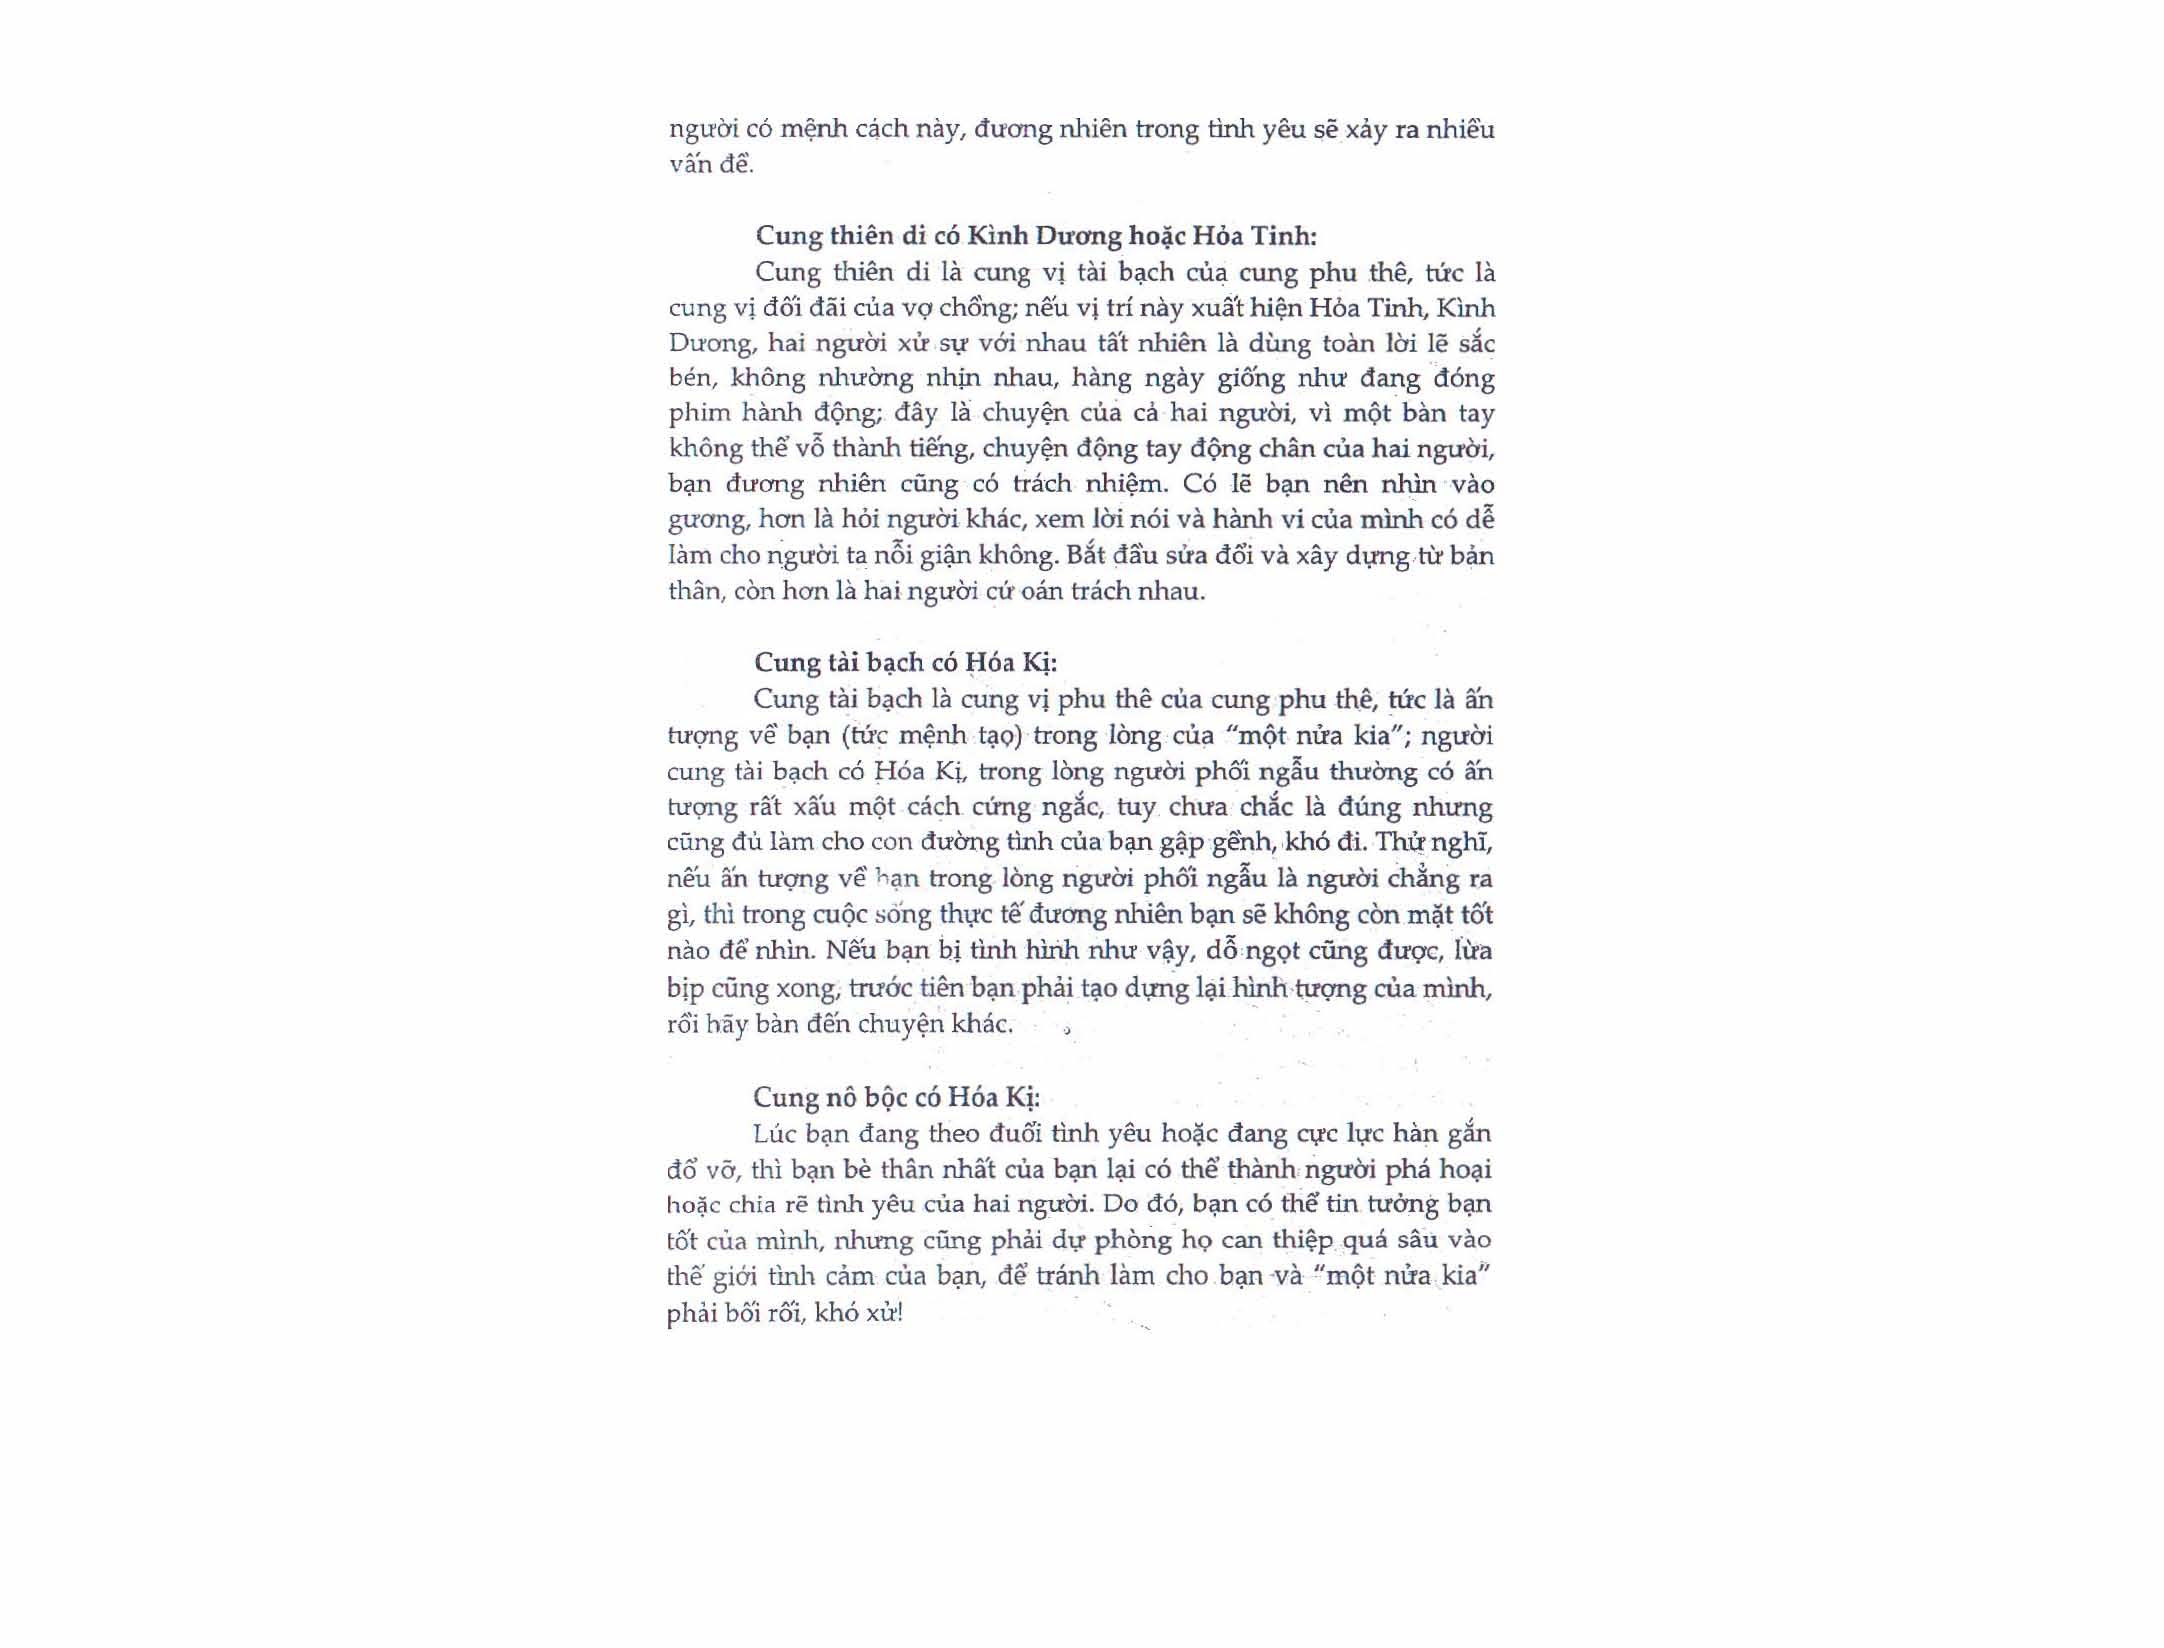 người có mệnh cách này, đương nhiên trong tình yêu sẽ xảy ra nhiều
vấn đề.
Cung thiên di có Kình Dương hoặc Hỏa Tinh:
Cung thiên di là cung vị tài bạch của cung phu thê, tức là
cung vị đối đãi của vợ chồng; nếu vị trí này xuất hiện Hỏa Tinh, Kình
Dương, hai người xử sự với nhau tất nhiên là dùng toàn lời lẽ sắc
bén, không nhường nhịn nhau, hàng ngày giống như đang đóng
phim hành động; đây là chuyện của cả hai người, vì một bàn tay
không thể vỗ thành tiếng, chuyện động tay động chân của hai người,
bạn đương nhiên cũng có trách nhiệm. Có lẽ bạn nên nhìn vào
gương, hơn là hỏi người khác, xem lời nói và hành vi của mình có dễ
làm cho người ta nỗi giận không. Bắt đầu sửa đổi và xây dựng từ bản
thân, còn hơn là hai người cứ oán trách nhau.
Cung tài bạch có Hóa Kị:
Cung tài bạch là cung vị phu thê của cung phu thê, tức là ấn
tượng về bạn (tức mệnh tạo) trong lòng của “một nửa kia”; người
cung tài bạch có Hóa Kị, trong lòng người phối ngẫu thường có ấn
tượng rất xấu một cách cứng ngắc, tuy chưa chắc là đúng nhưng
cũng đủ làm cho con đường tình của bạn gập gềnh, khó đi. Thử nghĩ,
nếu ấn tượng về bạn trong lòng người phối ngẫu là người chẳng ra
gì, thì trong cuộc sống thực tế đương nhiên bạn sẽ không còn mặt tốt
nào để nhìn. Nếu bạn bị tình hình như vậy, dỗ ngọt cũng được, lừa
bịp cũng xong, trước tiên bạn phải tạo dựng lại hình tượng của mình,
rồi hãy bàn đến chuyện khác.
Cung nô bộc có Hóa Kị:
Lúc bạn đang theo đuổi tình yêu hoặc đang cực lực hàn gắn
đổ vỡ, thì bạn bè thân nhất của bạn lại có thể thành người phá hoại
hoặc chia rẽ tình yêu của hai người. Do đó, bạn có thể tin tưởng bạn
tốt của mình, nhưng cũng phải dự phòng họ can thiệp quá sâu vào
thế giới tình cảm của bạn, để tránh làm cho bạn và “một nửa kia”
phải bối rối, khó xử!